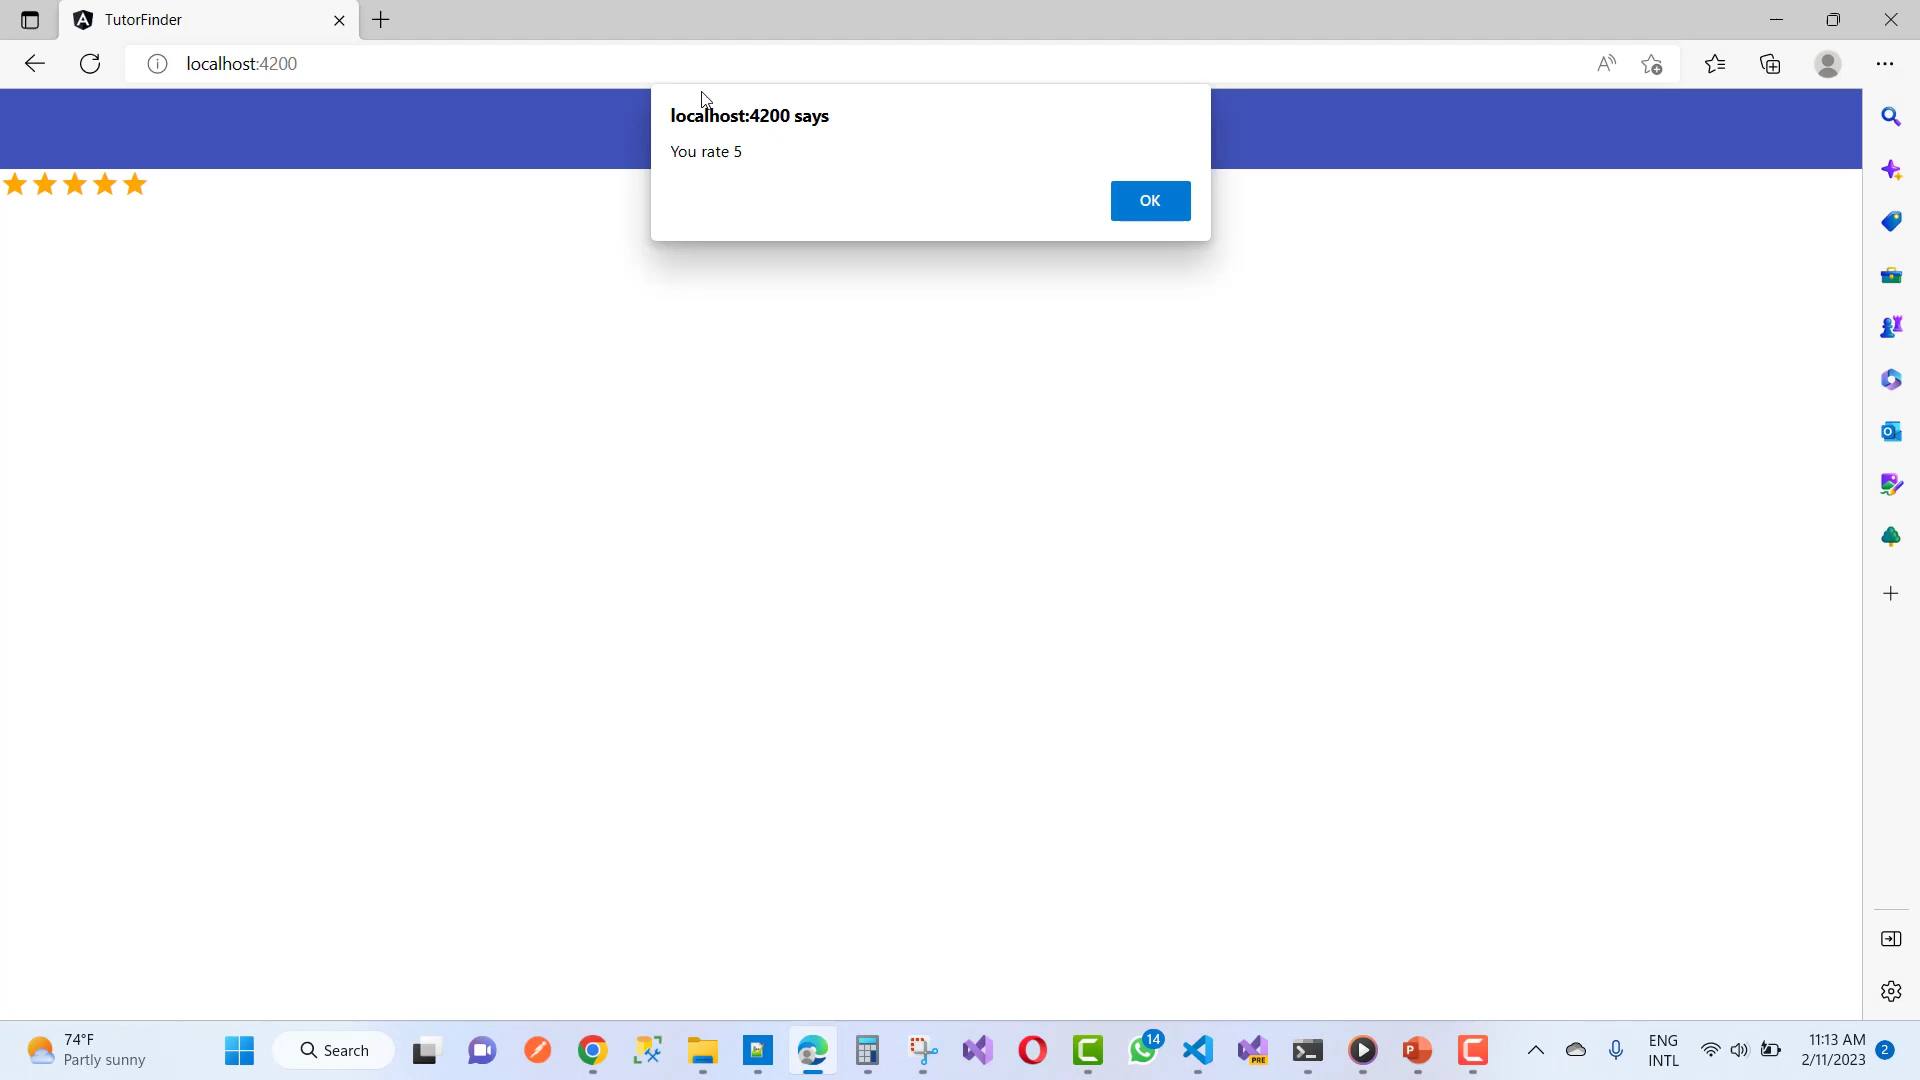 TutorFinder
localhost:4200
localhost:4200 says
You rate 5
OK
74°F
Partly sunny
Search
14
PRE
ENG
INTL
11:13 AM
2/11/2023
2